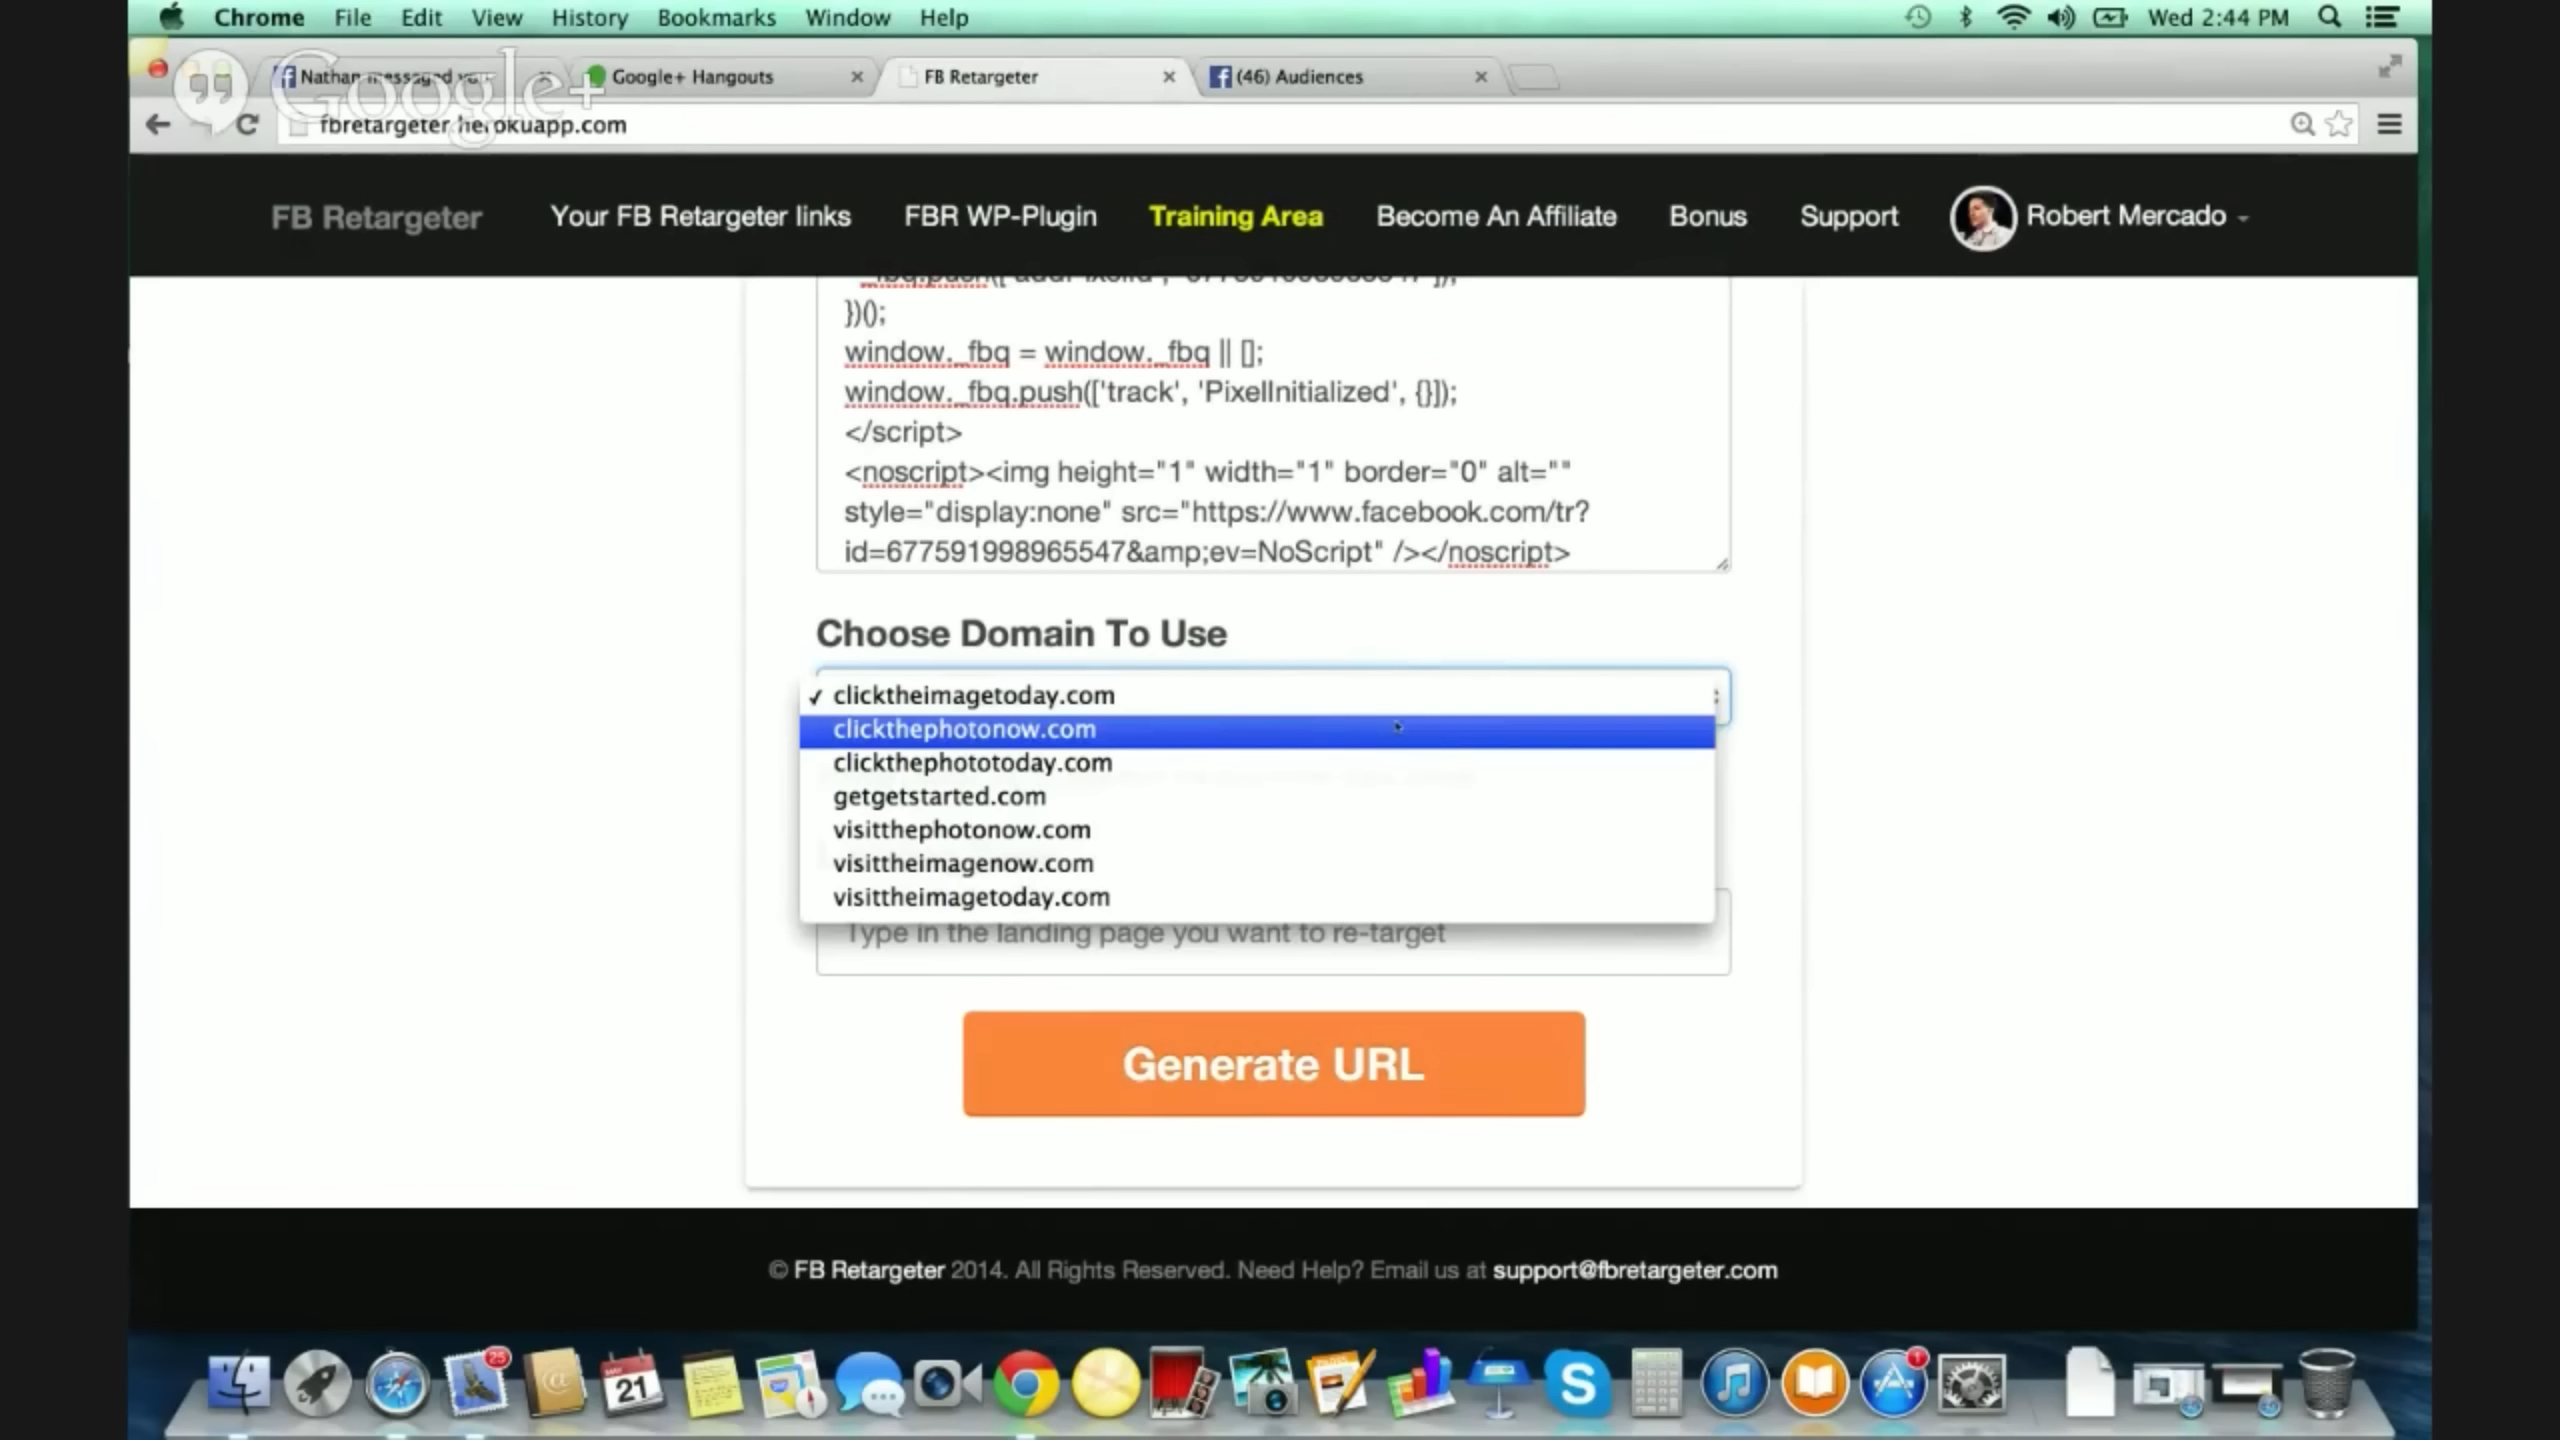 Chrome File Edit View History Bookmarks Window Help Wed 2:44 PM
Google+ Hangouts FB Retargeter (46) Audiences
Nathan messaged
Google+
fbretargeter.herokuapp.com
FB Retargeter Your FB Retargeter links FBR WP-Plugin Training Area Become An Affiliate Bonus Support Robert Mercado
})();
window._fbq = window._fbq || [];
window._fbq.push(['track', 'PixelInitialized', {}]);
</script>
<noscript><img height="1" width="1" border="0" alt=""
style="display:none" src="https://www.facebook.com/tr?
id=677591998965547&amp;ev=NoScript" /></noscript>
Choose Domain To Use
✓ clicktheimagetoday.com
clickthephotonow.com
clickthephototoday.com
getgetstarted.com
visitthephotonow.com
visittheimagenow.com
visittheimagetoday.com
Type in the landing page you want to re-target
Generate URL
© FB Retargeter 2014. All Rights Reserved. Need Help? Email us at support@fbretargeter.com
25
21
1